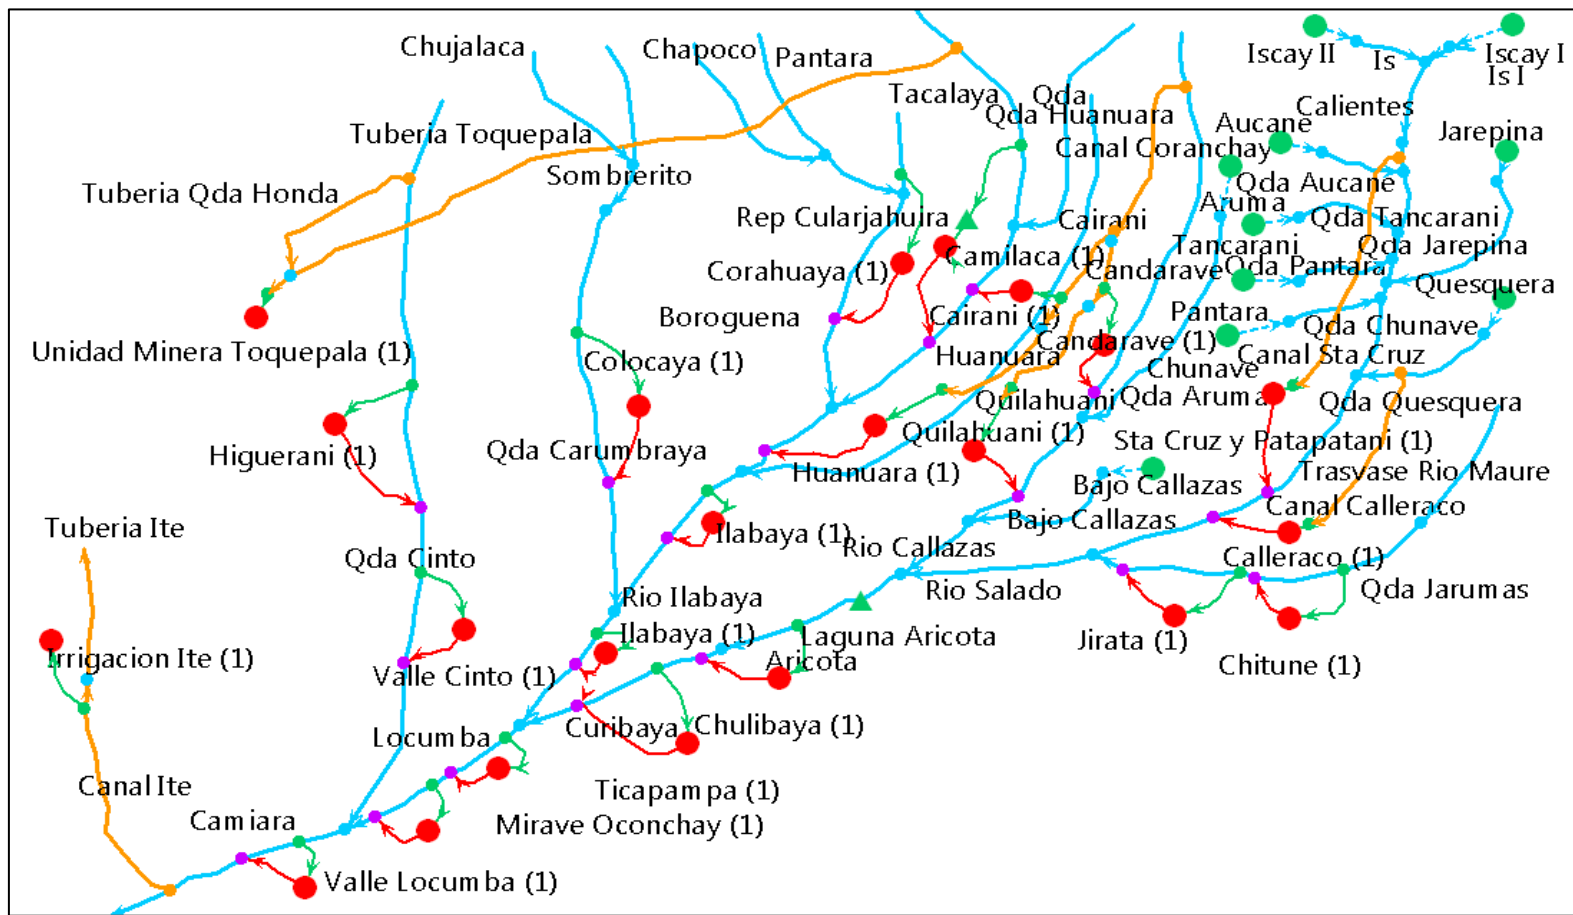 Chujalaca
Chapoco
Pantara
Iscay II
Is
Iscay I
Is I
Tacalaya
Qda
Qda Huanuara
Calientes
Aucane
Jarepina
Tuberia Toquepala
Canal Coranchay
Tuberia Qda Honda
Sombrerito
Qda Aucane
Aruma
Rep Cularjahuira
Cairani
Qda Tancarani
Tancarani
Qda Jarepina
Corahuaya (1)
Camilaca (1)
Candarave
Qda Pantara
Quesquera
Boroguena
Cairani (1)
Pantara
Qda Chunave
Unidad Minera Toquepala (1)
Colocaya (1)
Huanuara
Candarave (1)
Canal Sta Cruz
Chunave
Quilahuani
Qda Aruma
Qda Quesquera
Higuerani (1)
Qda Carumbraya
Quilahuani (1)
Sta Cruz y Patapatani (1)
Huanuara (1)
Trasvase Rio Maure
Bajo Callazas
Canal Calleraco
Tuberia Ite
Ilabaya (1)
Bajo Callazas
Rio Callazas
Qda Cinto
Calleraco (1)
Rio Ilabaya
Rio Salado
Qda Jarumas
Ilabaya (1)
Laguna Aricota
Jirata (1)
Irrigacion Ite (1)
Valle Cinto (1)
Aricota
Chitune (1)
Locumba
Curibaya
Chulibaya (1)
Canal Ite
Ticapampa (1)
Camiara
Mirave Oconchay (1)
Valle Locumba (1)